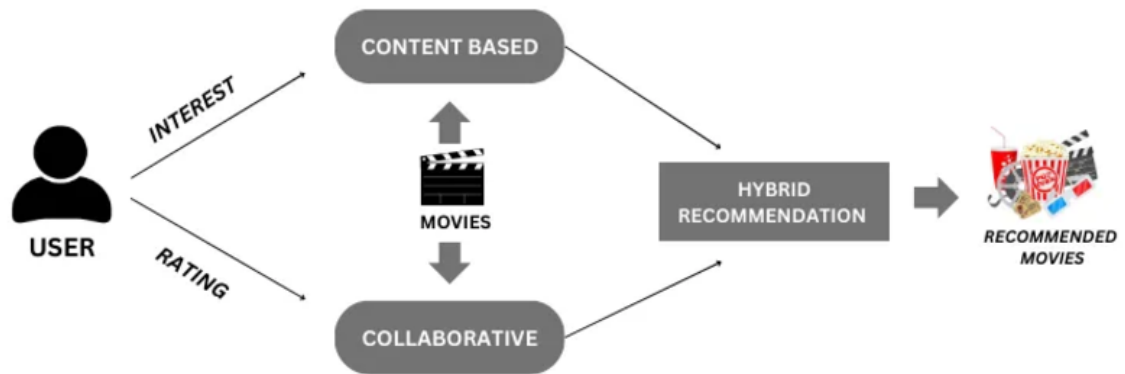 CONTENT BASED
INTEREST
MOVIES
USER
RATING
COLLABORATIVE
HYBRID
RECOMMENDATION
RECOMMENDED
MOVIES